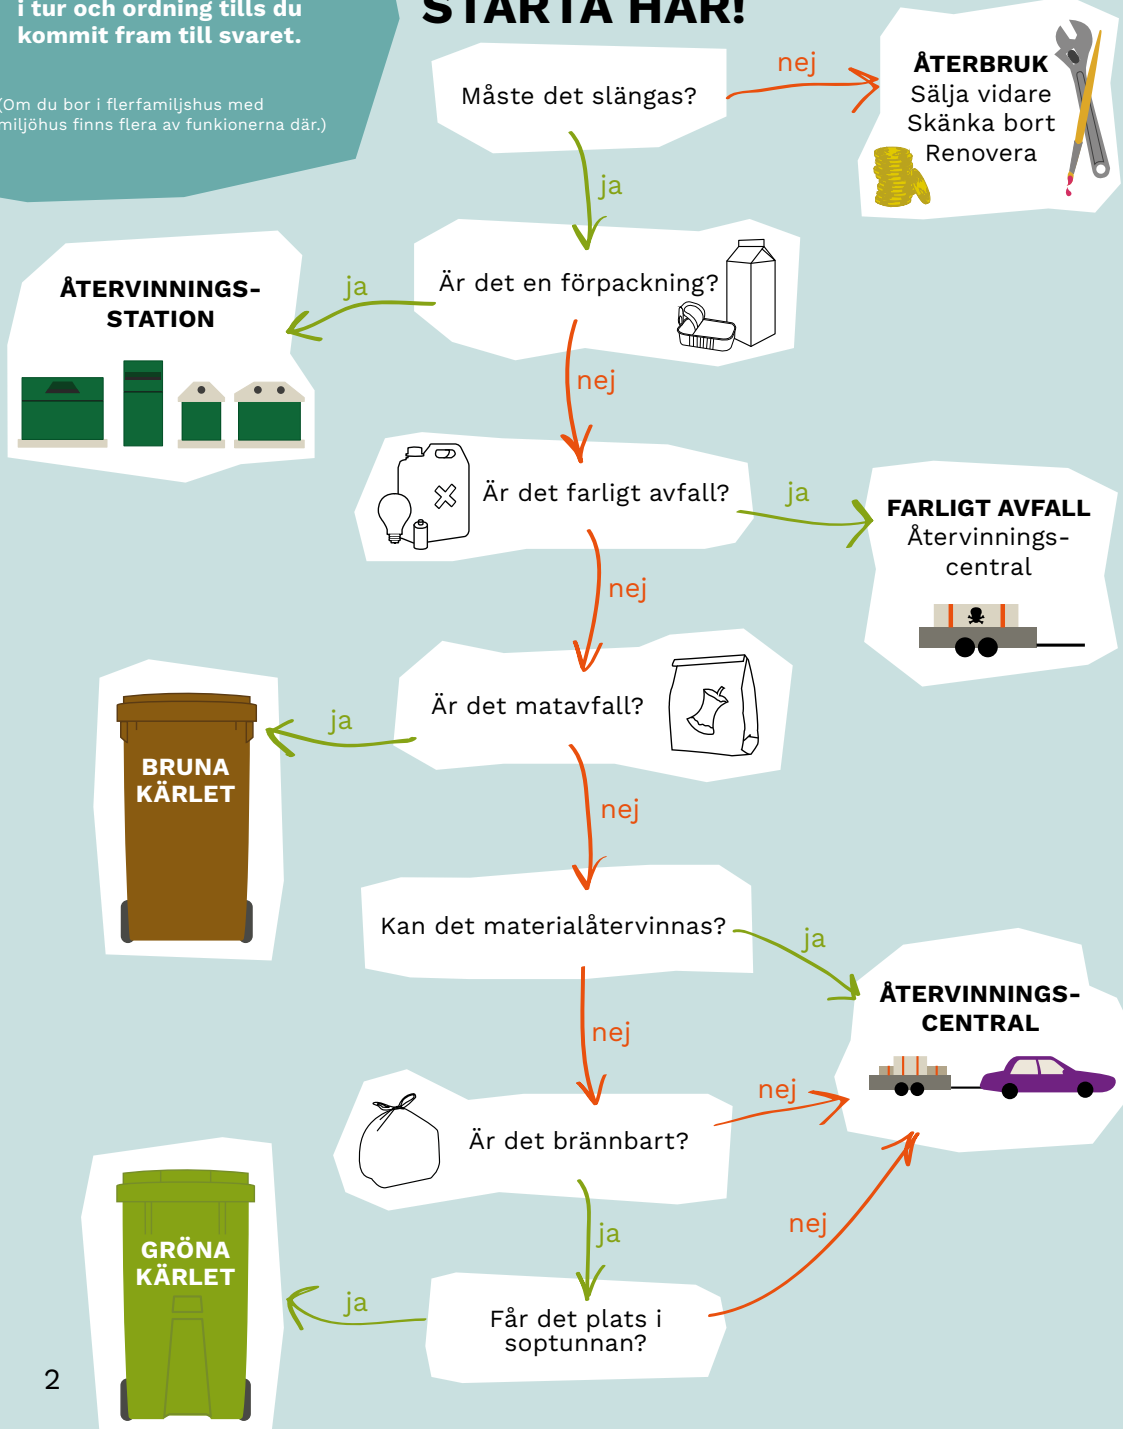 i tur och ordning tills du
kommit fram till svaret.
(Om du bor i flerfamiljshus med
miljöhus finns flera av funkionerna där.)
STARTA HÄR!
Måste det slängas?
nej
ÅTERBRUK
Sälja vidare
Skänka bort
Renovera
ja
Är det en förpackning?
ja
ÅTERVINNINGS-
STATION
nej
Är det farligt avfall?
ja
FARLIGT AVFALL
Återvinnings-
central
nej
Är det matavfall?
ja
BRUNA
KÄRLET
nej
Kan det materialåtervinnas?
ja
ÅTERVINNINGS-
CENTRAL
nej
Är det brännbart?
nej
ja
nej
Får det plats i
soptunnan?
ja
GRÖNA
KÄRLET
2